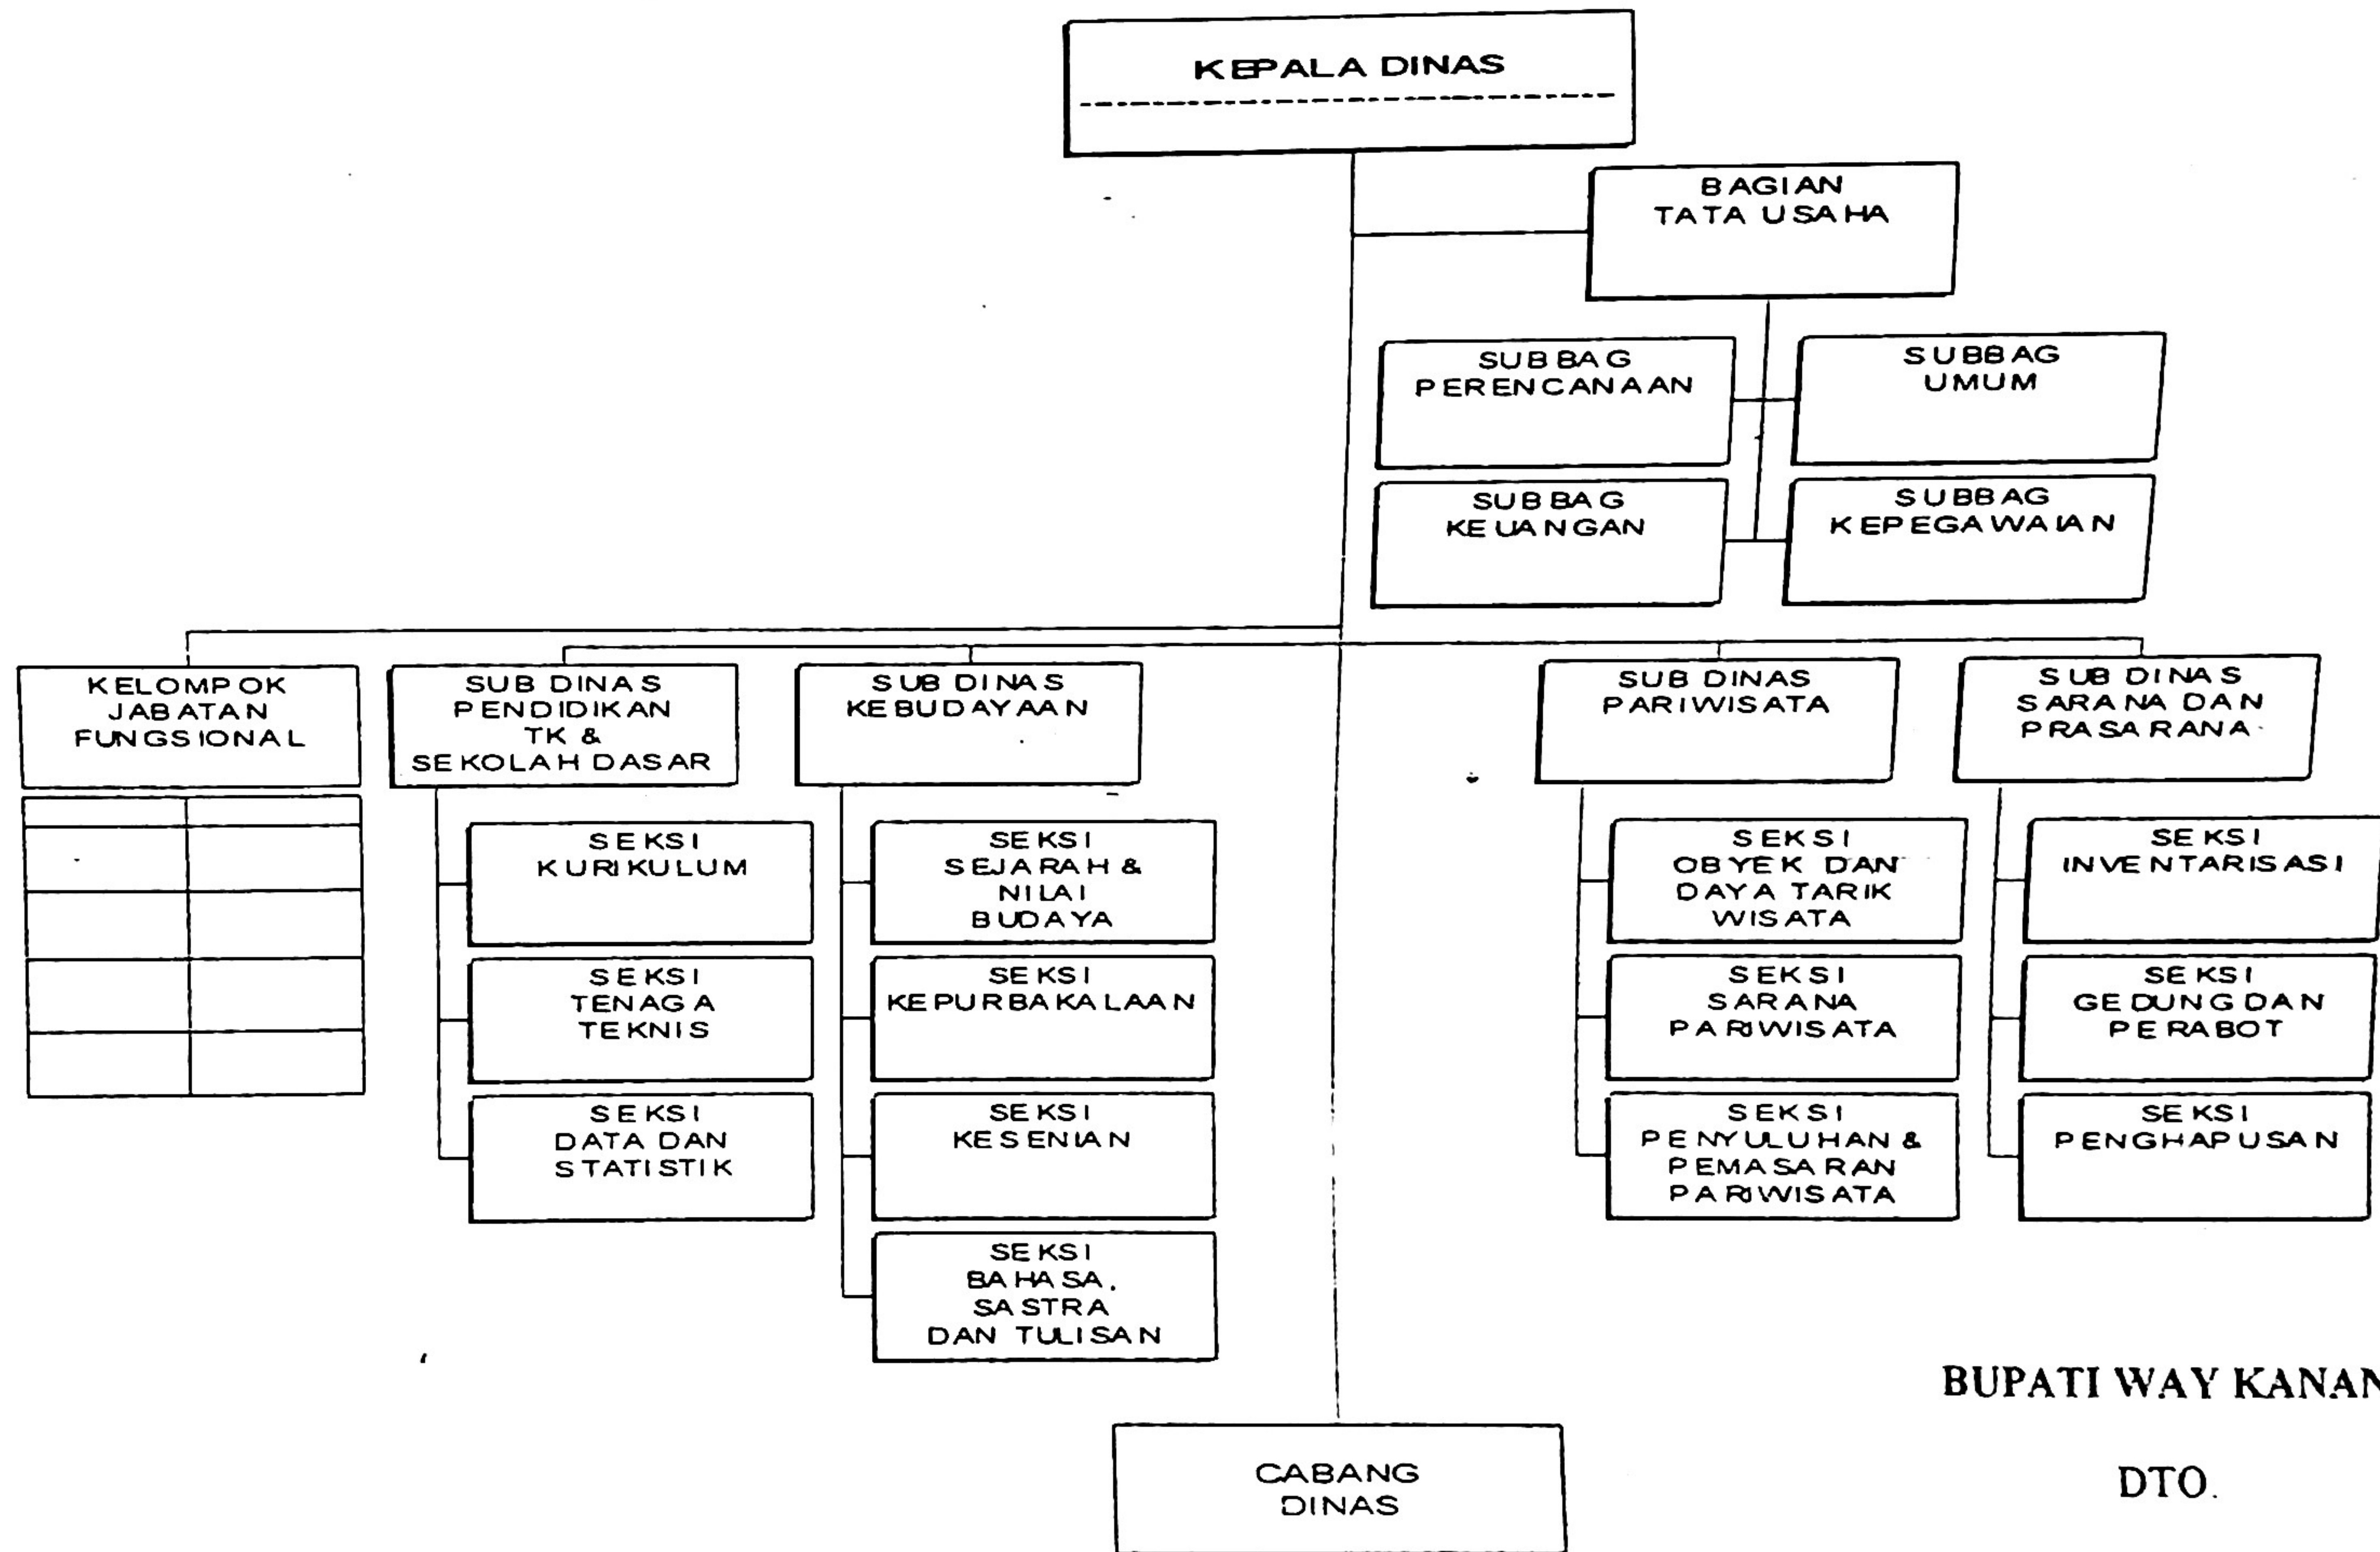 KEPALA DINAS
BAGIAN
TATA USAHA
SUBBAG
PERENCANAAN
SUBBAG
UMUM
SUBBAG
KEUANGAN
SUBBAG
KEPEGAWAIAN
KELOMPOK
JABATAN
FUNGSIONAL
SUB DINAS
PENDIDIKAN
TK &
SEKOLAH DASAR
SUB DINAS
KEBUDAYAAN
SUB DINAS
PARIWISATA
SUB DINAS
SARANA DAN
PRASARANA
SEKSI
KURIKULUM
SEKSI
TENAGA
TEKNIS
SEKSI
DATA DAN
STATISTIK
SEKSI
SEJARAH &
NILAI
BUDAYA
SEKSI
KEPURBAKALAAN
SEKSI
KESENIAN
SEKSI
BAHASA.
SASTRA
DAN TULISAN
SEKSI
OBYEK DAN
DAYA TARIK
WISATA
SEKSI
SARANA
PARIWISATA
SEKSI
PENYULUHAN &
PEMASARAN
PARIWISATA
SEKSI
INVENTARISASI
SEKSI
GEDUNG DAN
PERABOT
SEKSI
PENGHAPUSAN
CABANG
DINAS
BUPATI WAY KANAN
DTO.